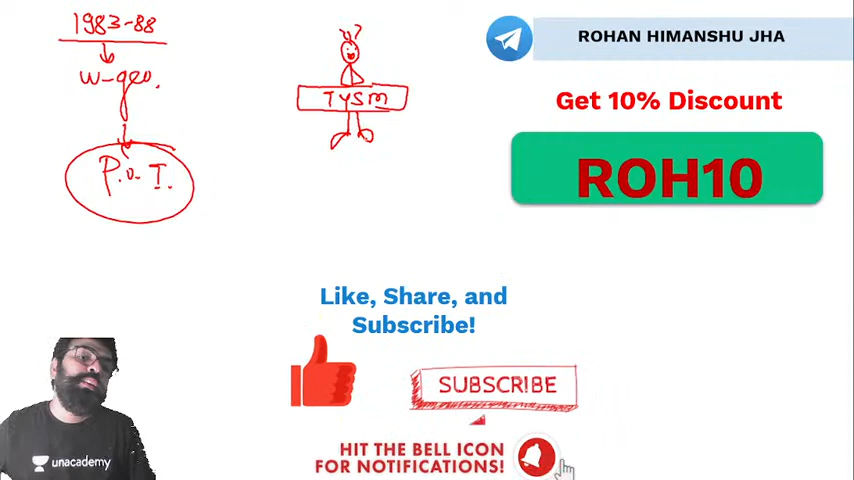 1983-88
w-geo.
P.o.I.
TYSM
ROHAN HIMANSHU JHA
Get 10% Discount
ROH10
Like, Share, and
Subscribe!
SUBSCRIBE
HIT THE BELL ICON
FOR NOTIFICATIONS!
unacademy